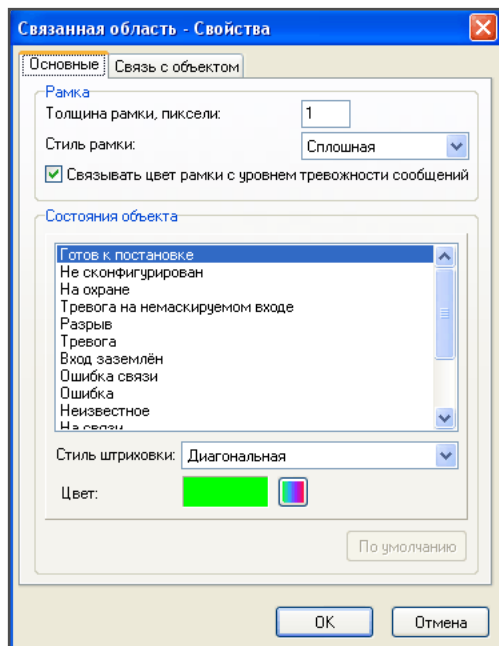 Связанная область - Свойства
Основные Связь с объектом
Рамка
Толщина рамки, пиксели: 1
Стиль рамки: Сплошная
Связывать цвет рамки с уровнем тревожности сообщений
Состояния объекта
Готов к постановке
Не сконфигурирован
На охране
Тревога на немаскируемом входе
Разрыв
Тревога
Вход заземлён
Ошибка связи
Ошибка
Неизвестное
На связи
Стиль штриховки: Диагональная
Цвет:
По умолчанию
OK Отмена